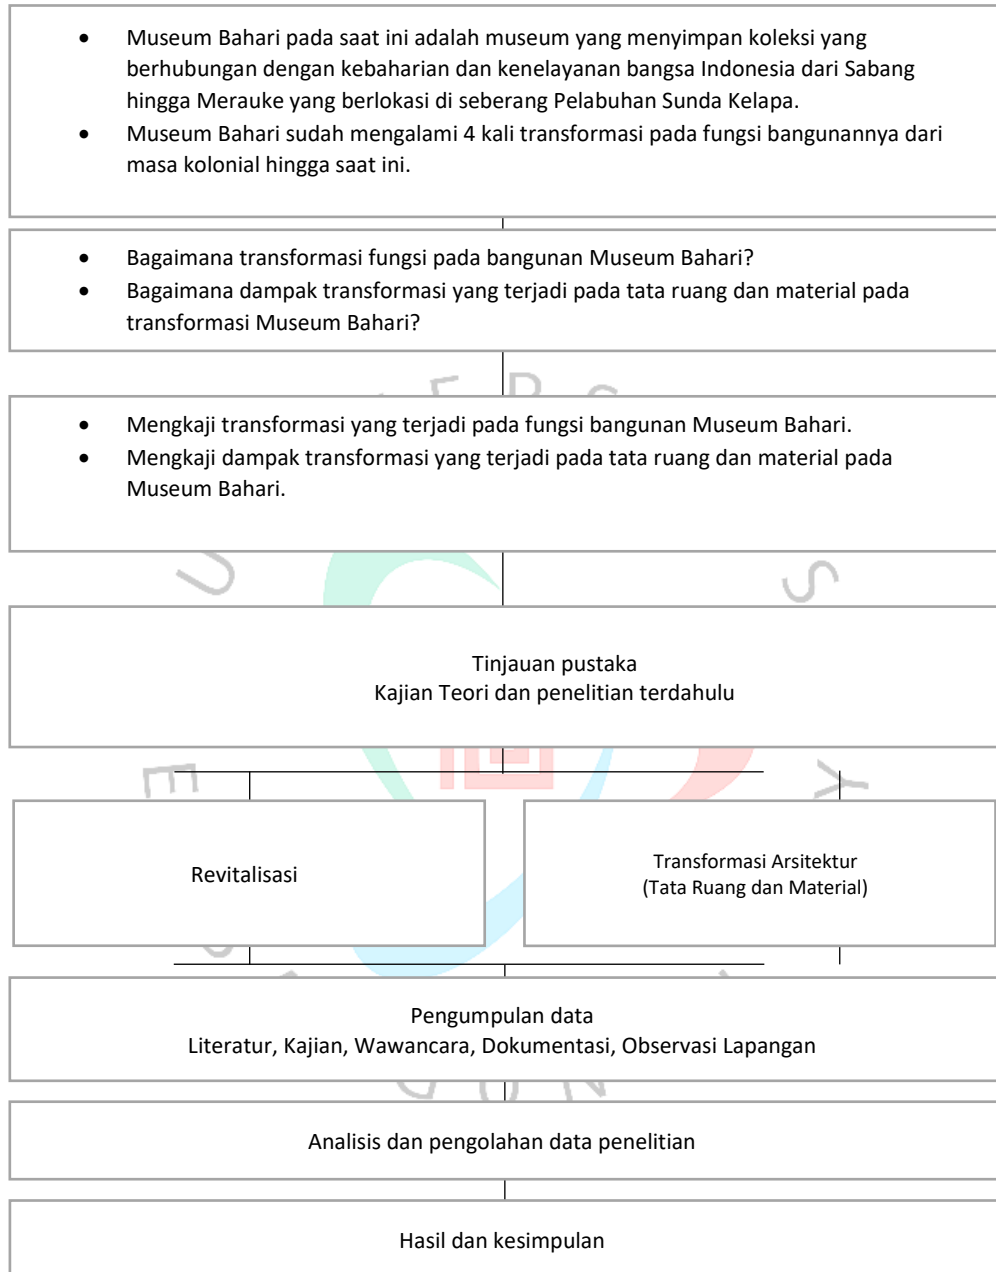 • Museum Bahari pada saat ini adalah museum yang menyimpan koleksi yang
berhubungan dengan kebaharian dan kenelayanan bangsa Indonesia dari Sabang
hingga Merauke yang berlokasi di seberang Pelabuhan Sunda Kelapa.
• Museum Bahari sudah mengalami 4 kali transformasi pada fungsi bangunannya dari
masa kolonial hingga saat ini.
• Bagaimana transformasi fungsi pada bangunan Museum Bahari?
• Bagaimana dampak transformasi yang terjadi pada tata ruang dan material pada
transformasi Museum Bahari?
• Mengkaji transformasi yang terjadi pada fungsi bangunan Museum Bahari.
• Mengkaji dampak transformasi yang terjadi pada tata ruang dan material pada
Museum Bahari.
Tinjauan pustaka
Kajian Teori dan penelitian terdahulu
Revitalisasi
Transformasi Arsitektur
(Tata Ruang dan Material)
Pengumpulan data
Literatur, Kajian, Wawancara, Dokumentasi, Observasi Lapangan
Analisis dan pengolahan data penelitian
Hasil dan kesimpulan